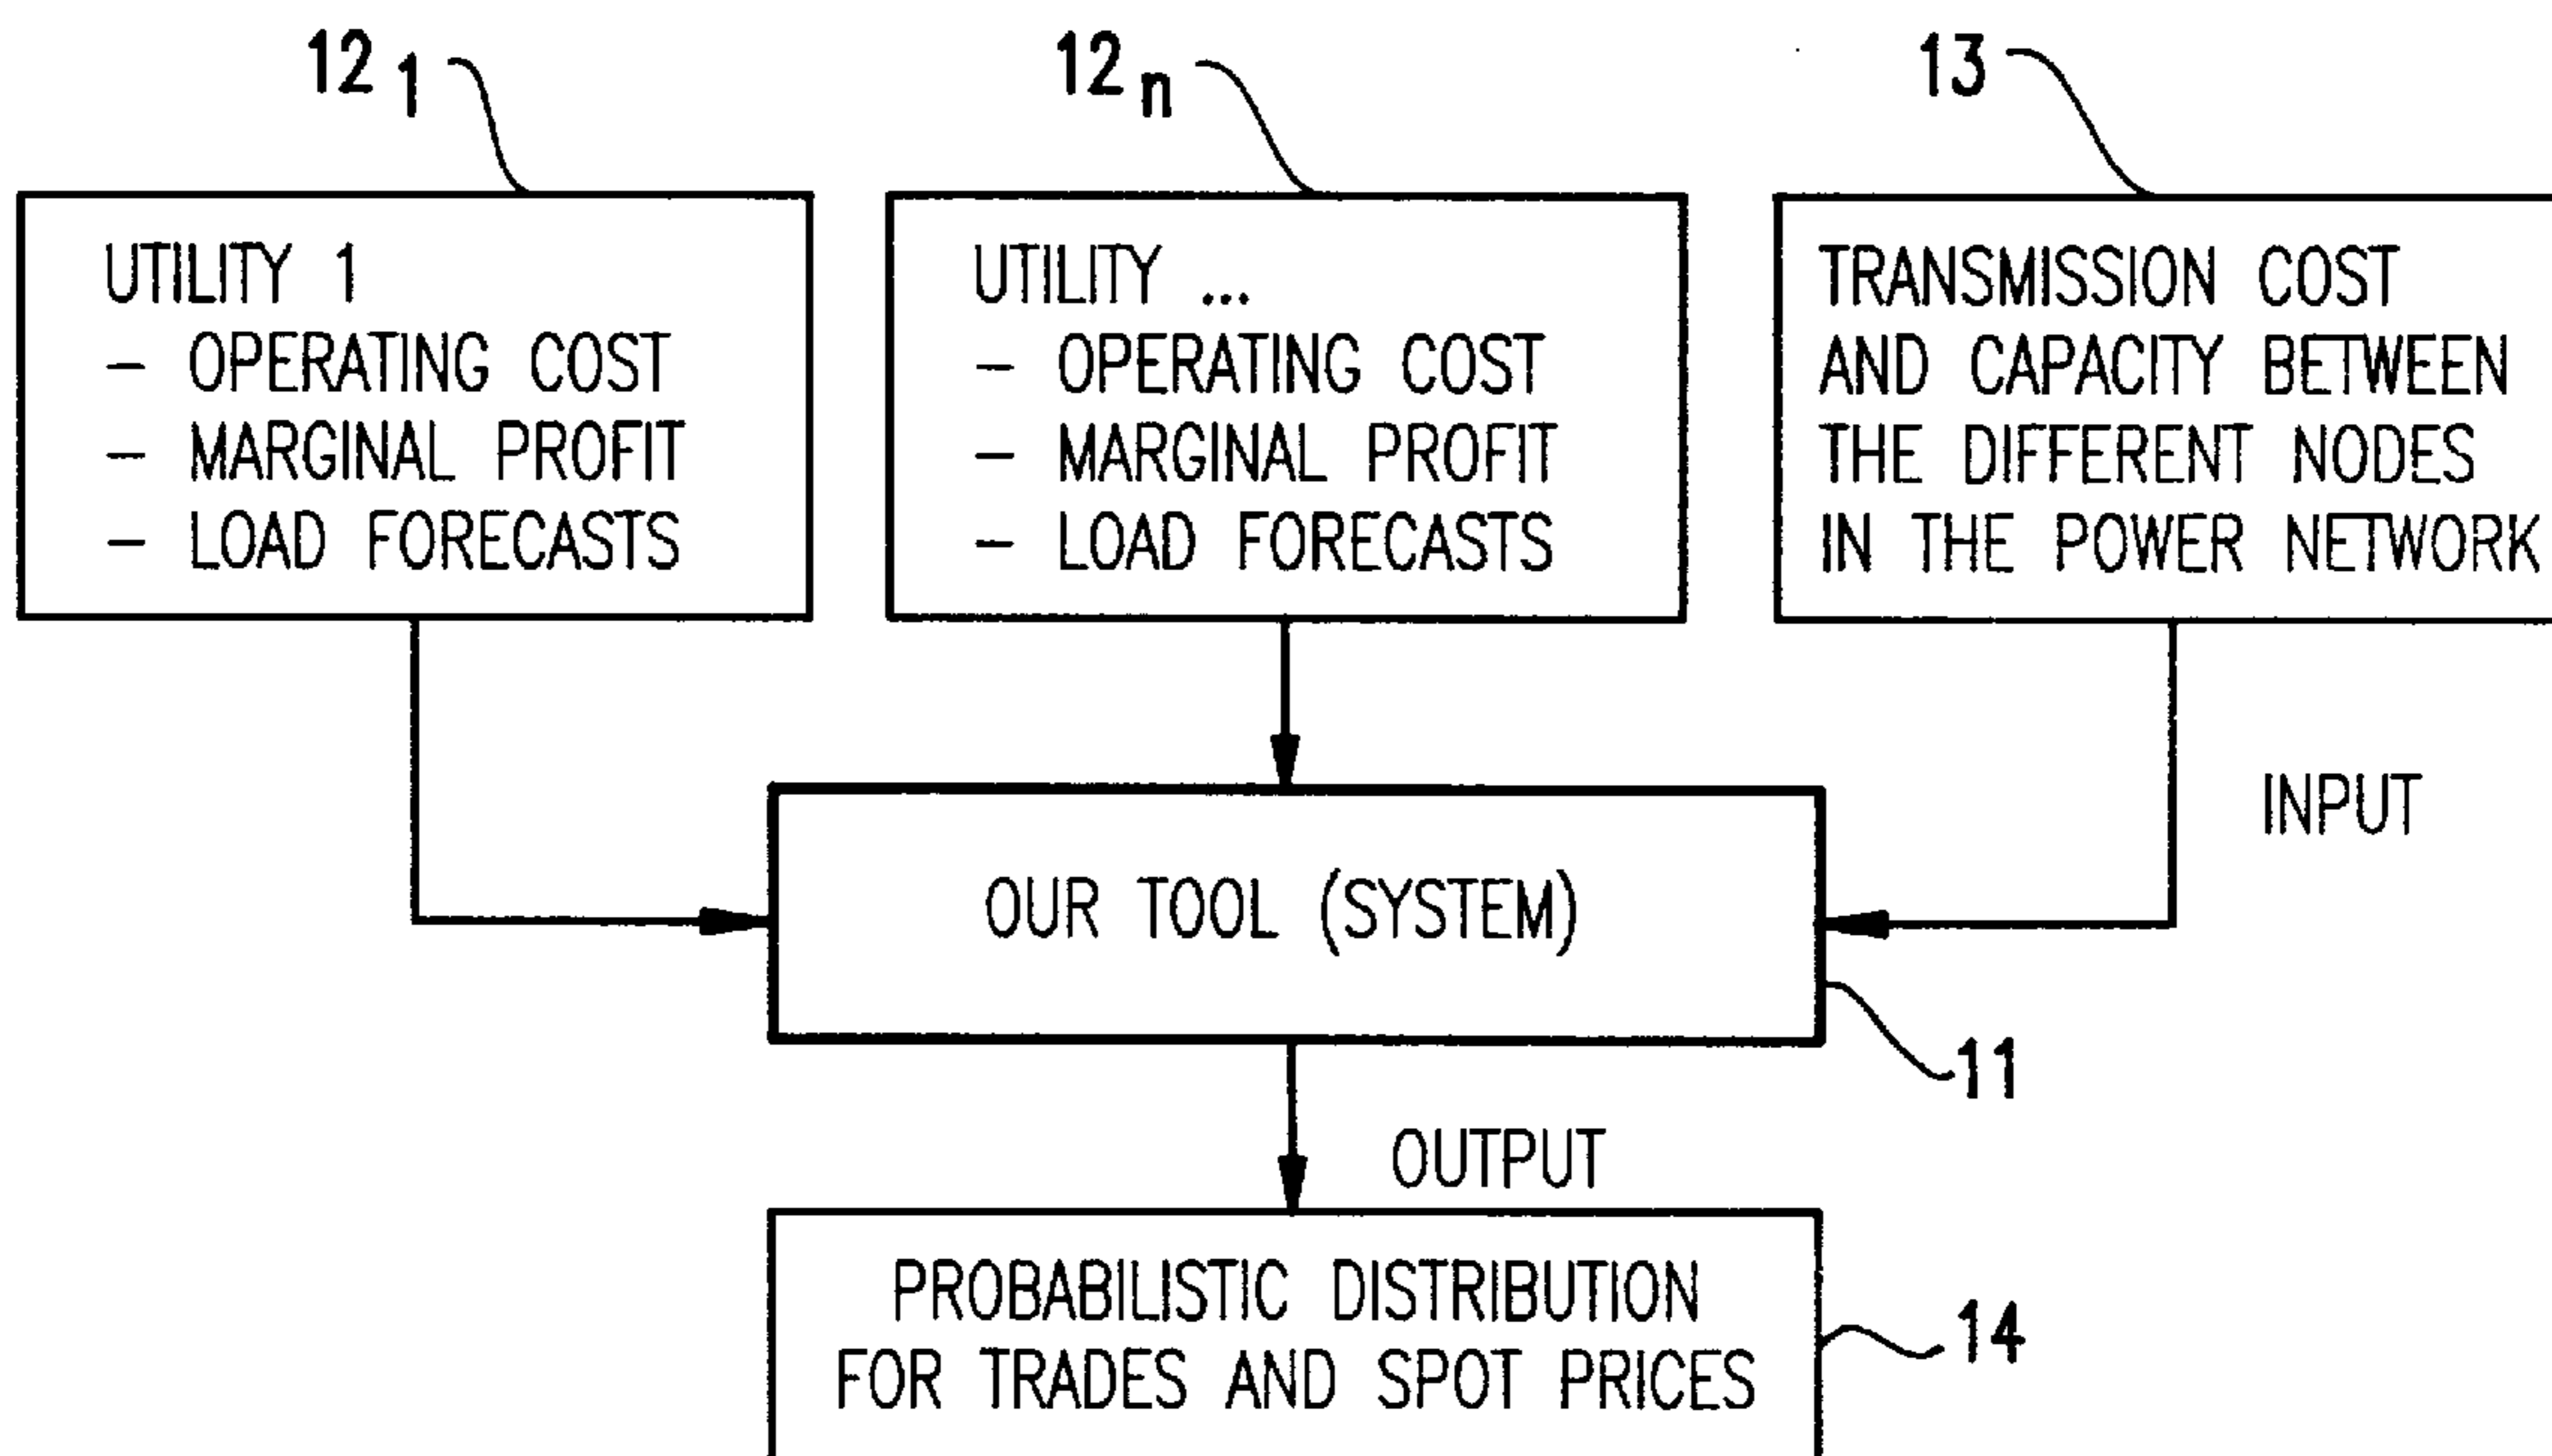 12 1
12 n
13
UTILITY 1
- OPERATING COST
- MARGINAL PROFIT
- LOAD FORECASTS
UTILITY ...
- OPERATING COST
- MARGINAL PROFIT
- LOAD FORECASTS
TRANSMISSION COST
AND CAPACITY BETWEEN
THE DIFFERENT NODES
IN THE POWER NETWORK
INPUT
OUR TOOL (SYSTEM)
11
OUTPUT
PROBABILISTIC DISTRIBUTION
FOR TRADES AND SPOT PRICES
14